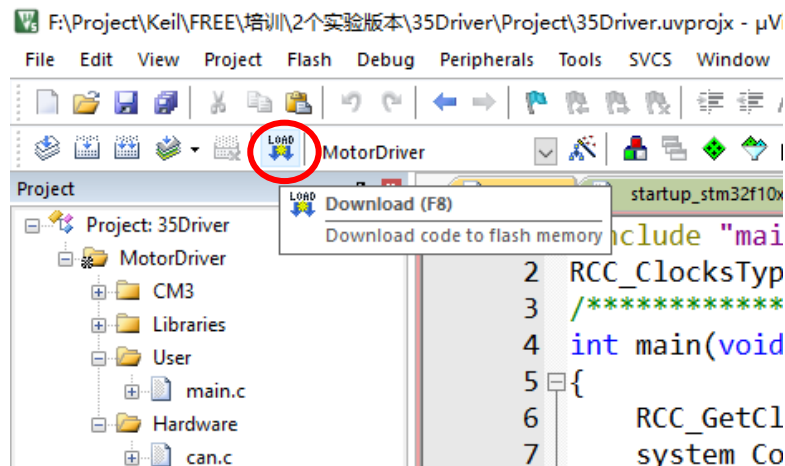 F:\Project\Keil\FREE\培训\2个实验版本\35Driver\Project\35Driver.uvprojx - µVi
File Edit View Project Flash Debug Peripherals Tools SVCS Window
LOAD MotorDriver
Project
startup_stm32f10x
LOAD Download (F8)
Download code to flash memory
Project: 35Driver
MotorDriver
CM3
Libraries
User
main.c
Hardware
can.c
nclude "mai
2 RCC_ClocksTyp
3 /*************
4 int main(void
5 {
6 RCC_GetCl
7 system Co